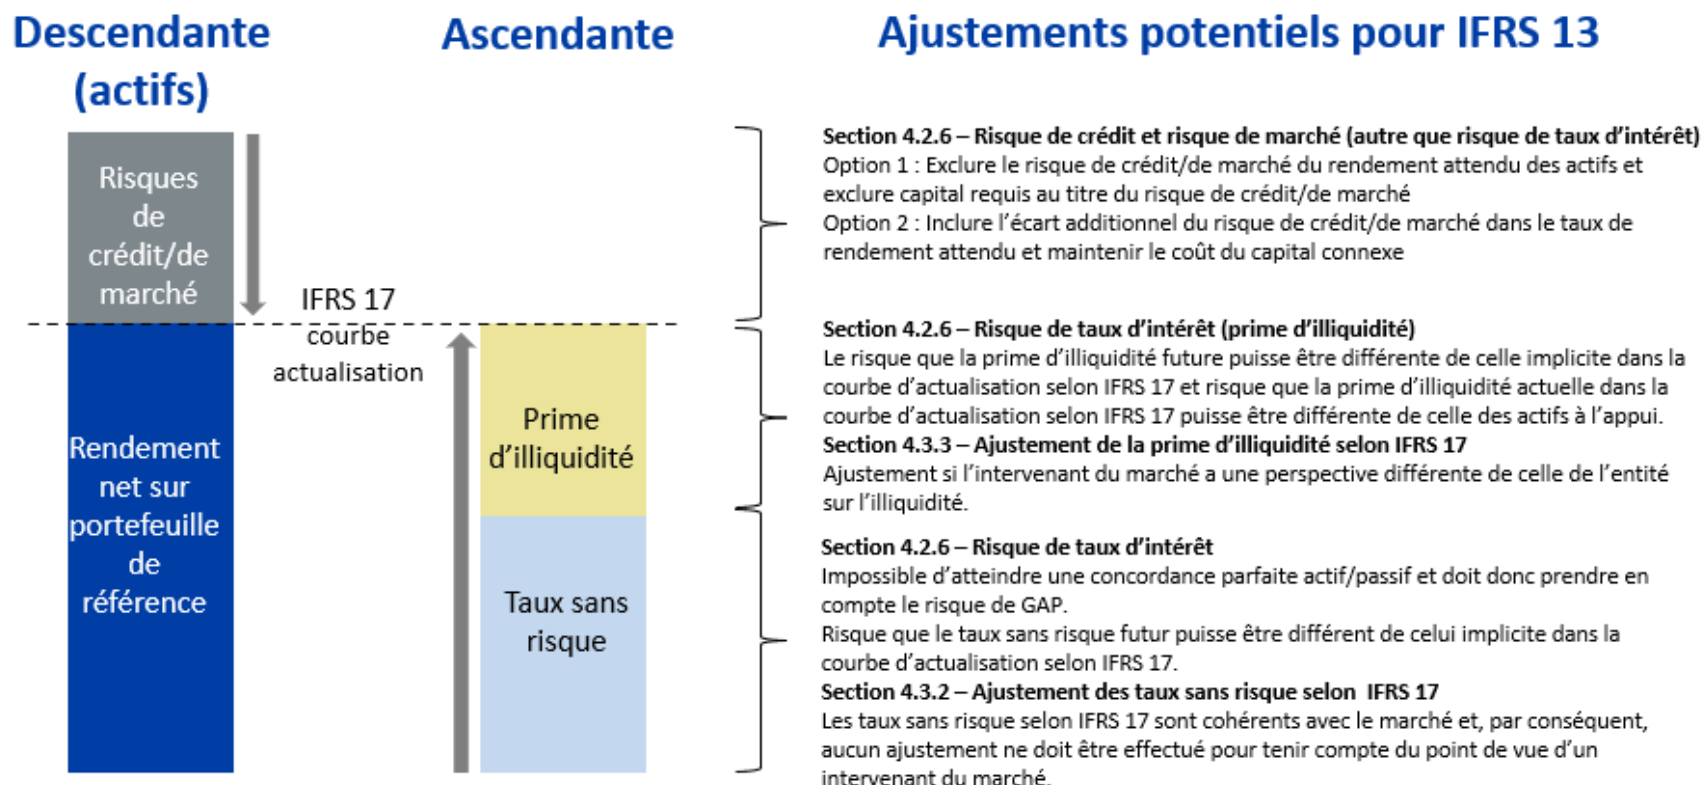 Descendante
(actifs)
Ascendante
Ajustements potentiels pour IFRS 13
Risques
de
crédit/de
marché
IFRS 17
courbe
actualisation
Rendement
net sur
portefeuille
de
référence
Prime
d'illiquidité
Taux sans
risque
Section 4.2.6 – Risque de crédit et risque de marché (autre que risque de taux d'intérêt)
Option 1 : Exclure le risque de crédit/de marché du rendement attendu des actifs et
exclure capital requis au titre du risque de crédit/de marché
Option 2 : Inclure l'écart additionnel du risque de crédit/de marché dans le taux de
rendement attendu et maintenir le coût du capital connexe
Section 4.2.6 – Risque de taux d'intérêt (prime d'illiquidité)
Le risque que la prime d'illiquidité future puisse être différente de celle implicite dans la
courbe d'actualisation selon IFRS 17 et risque que la prime d'illiquidité actuelle dans la
courbe d'actualisation selon IFRS 17 puisse être différente de celle des actifs à l'appui.
Section 4.3.3 – Ajustement de la prime d'illiquidité selon IFRS 17
Ajustement si l'intervenant du marché a une perspective différente de celle de l'entité
sur l'illiquidité.
Section 4.2.6 – Risque de taux d'intérêt
Impossible d'atteindre une concordance parfaite actif/passif et doit donc prendre en
compte le risque de GAP.
Risque que le taux sans risque futur puisse être différent de celui implicite dans la
courbe d'actualisation selon IFRS 17.
Section 4.3.2 – Ajustement des taux sans risque selon IFRS 17
Les taux sans risque selon IFRS 17 sont cohérents avec le marché et, par conséquent,
aucun ajustement ne doit être effectué pour tenir compte du point de vue d'un
intervenant du marché.